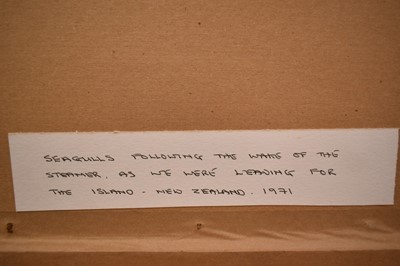 SEAGULLS FOLLOWING THE WAKE OF THE
STEAMER, AS WE WERE LEAVING FOR
THE ISLAND - NEW ZEALAND. 1971